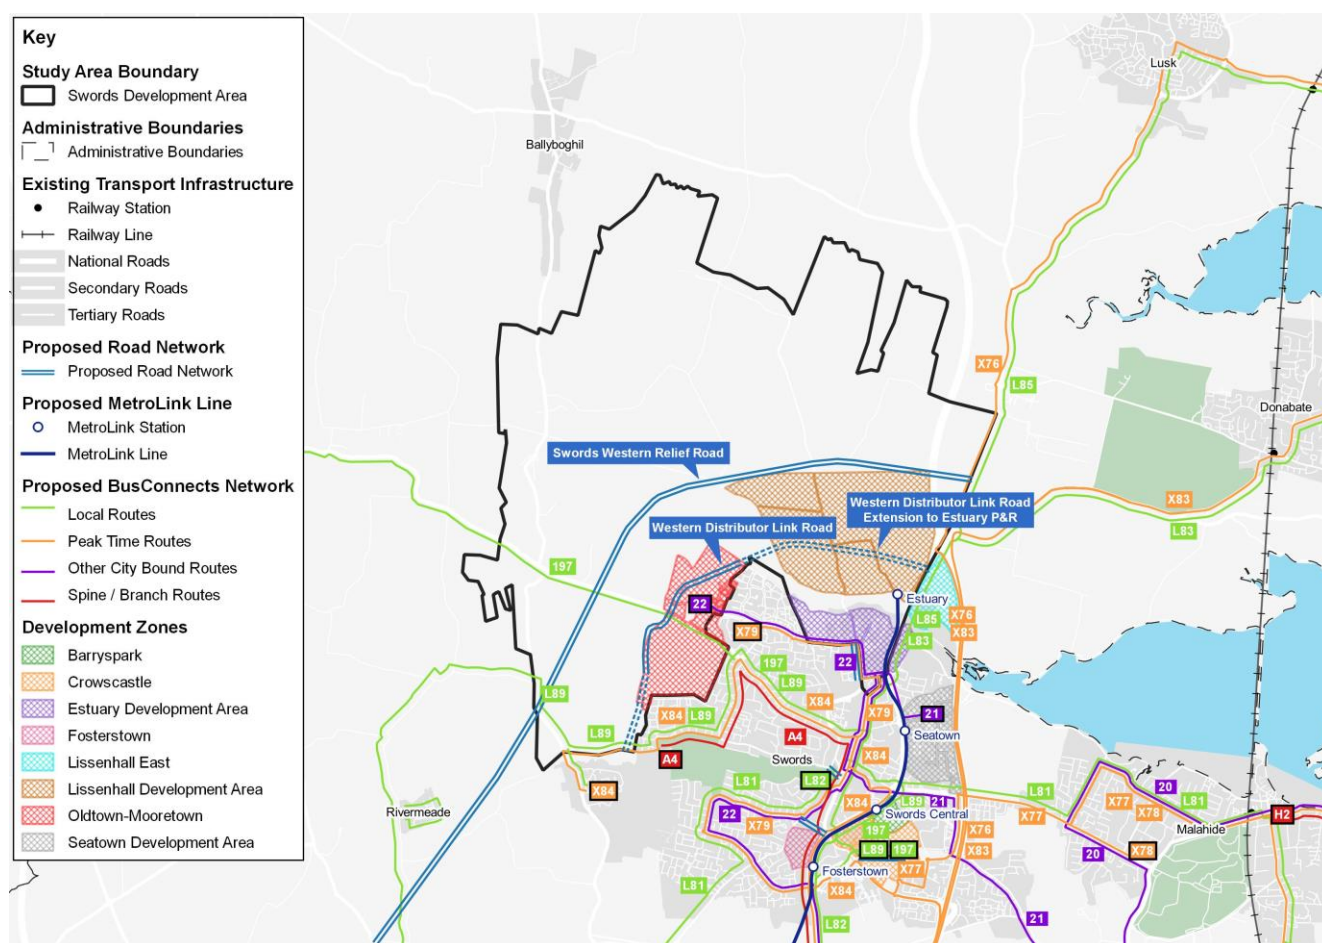 Key
Study Area Boundary
Swords Development Area
Administrative Boundaries
Administrative Boundaries
Existing Transport Infrastructure
Railway Station
Railway Line
National Roads
Secondary Roads
Tertiary Roads
Proposed Road Network
Proposed Road Network
Proposed MetroLink Line
MetroLink Station
MetroLink Line
Proposed BusConnects Network
Local Routes
Peak Time Routes
Other City Bound Routes
Spine / Branch Routes
Development Zones
Barryspark
Crowscastle
Estuary Development Area
Fosterstown
Lissenhall East
Lissenhall Development Area
Oldtown-Mooretown
Seatown Development Area
Lusk
Ballyboghil
X76
L85
Donabate
Swords Western Relief Road
Western Distributor Link Road
Extension to Estuary P&R
X83
L83
Western Distributor Link Road
197
Estuary
22
X76
L85
X79
X83
L83
197
22
L89
L89
X84
L89
X84
X79
21
L89
A4
Seatown
A4
X84
Swords
L82
L81
X84
Rivermeade
X84
L89
21
L81
20
L81
X77
X78
22
X79
Swords Central
X77
H2
197
X76
Malahide
L89
197
X83
20
X78
Fosterstown
X77
L81
X84
L82
21